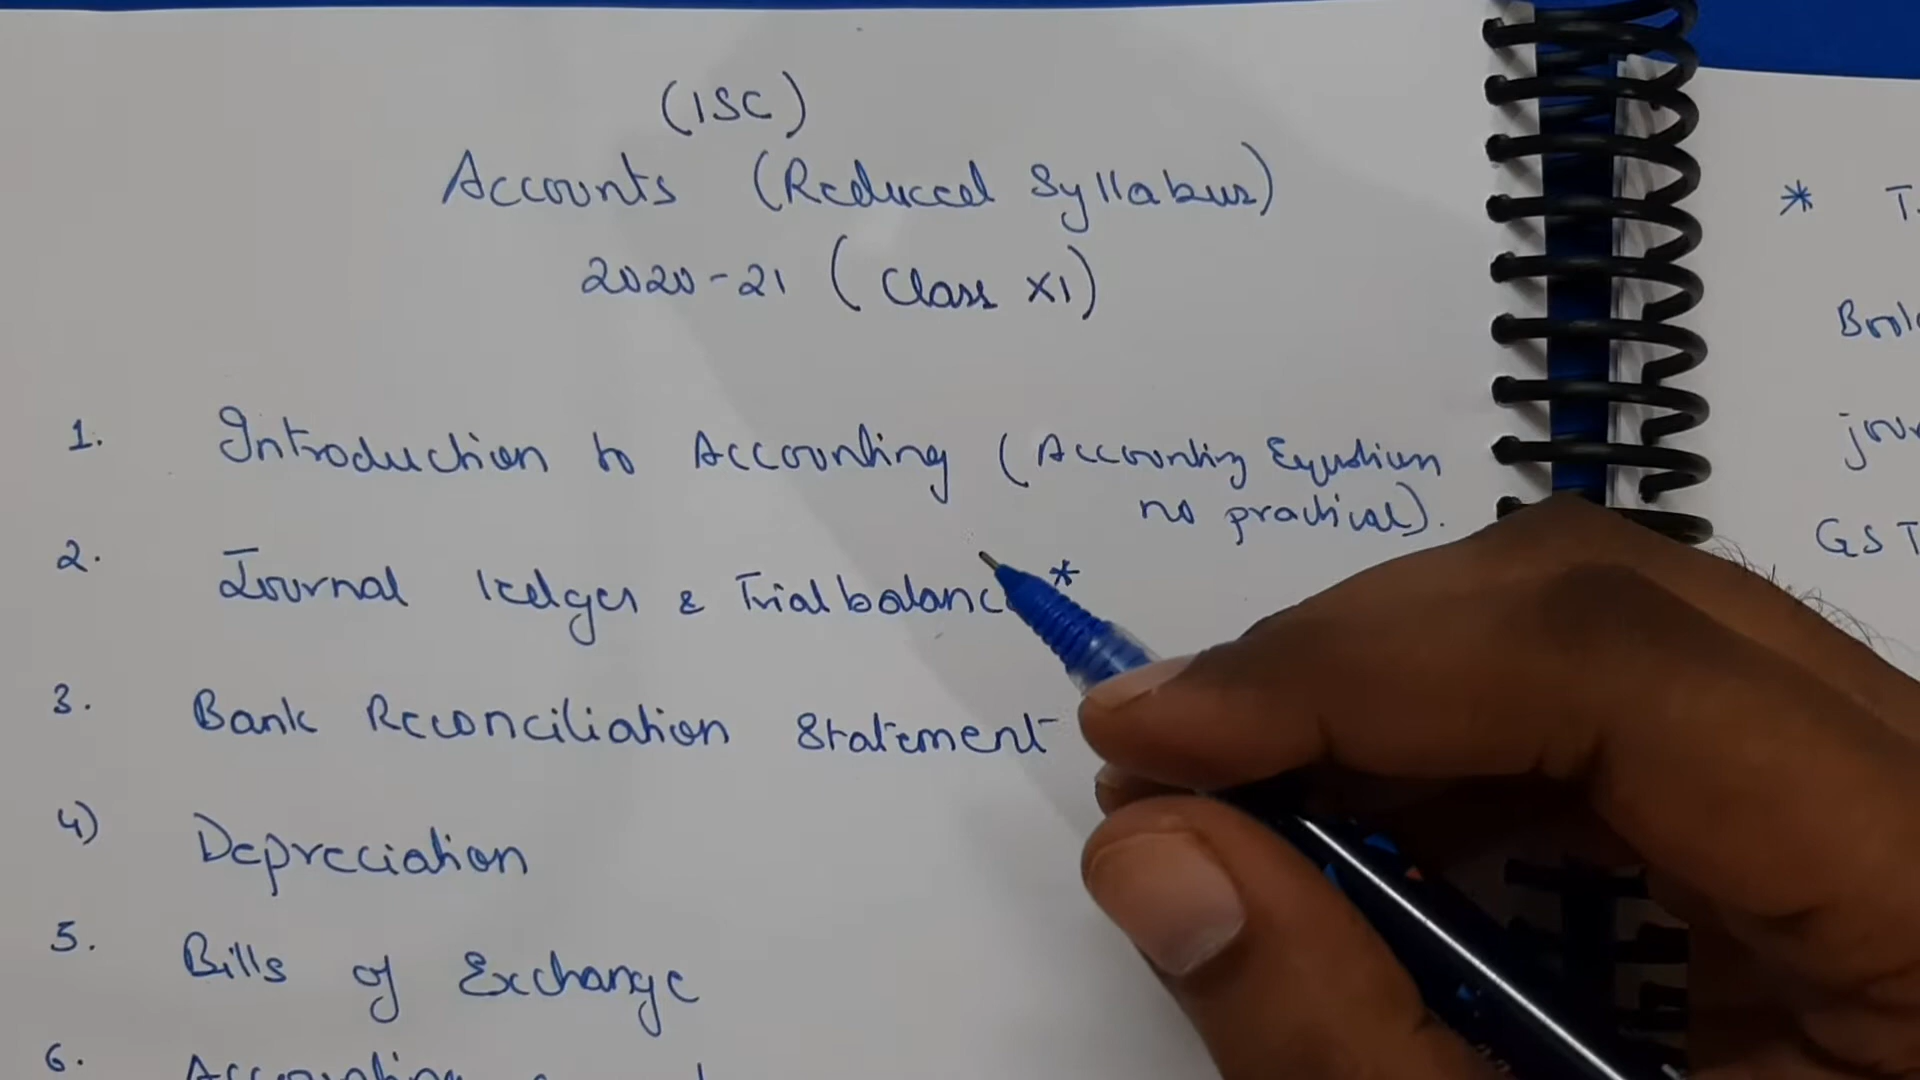 (ISC)
Accounts (Reduced Syllabus)
2020-21 (Class XI)
1. Introduction to Accounting (Accounting Equation
no practical).
2. Journal ledger & Trial balance *
3. Bank Reconciliation Statement
4) Depreciation
5. Bills of Exchange
6. Accounting
*
GST